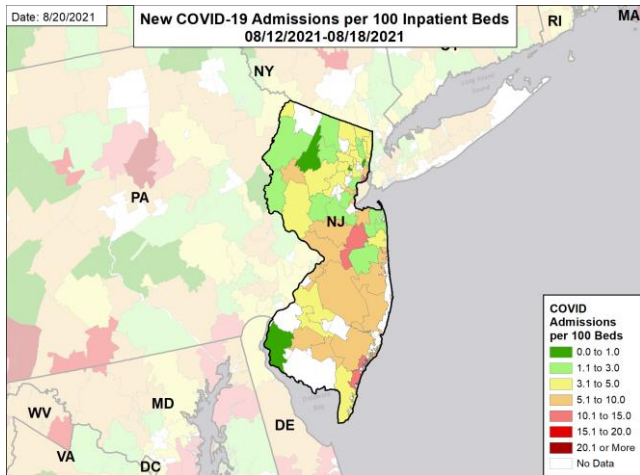 Date: 8/20/2021
New COVID-19 Admissions per 100 Inpatient Beds
08/12/2021-08/18/2021
RI
MA
NY
PA
NJ
COVID
Admissions
per 100 Beds
0.0 to 1.0
1.1 to 3.0
3.1 to 5.0
5.1 to 10.0
10.1 to 15.0
15.1 to 20.0
20.1 or More
No Data
WV
MD
DE
VA
DC